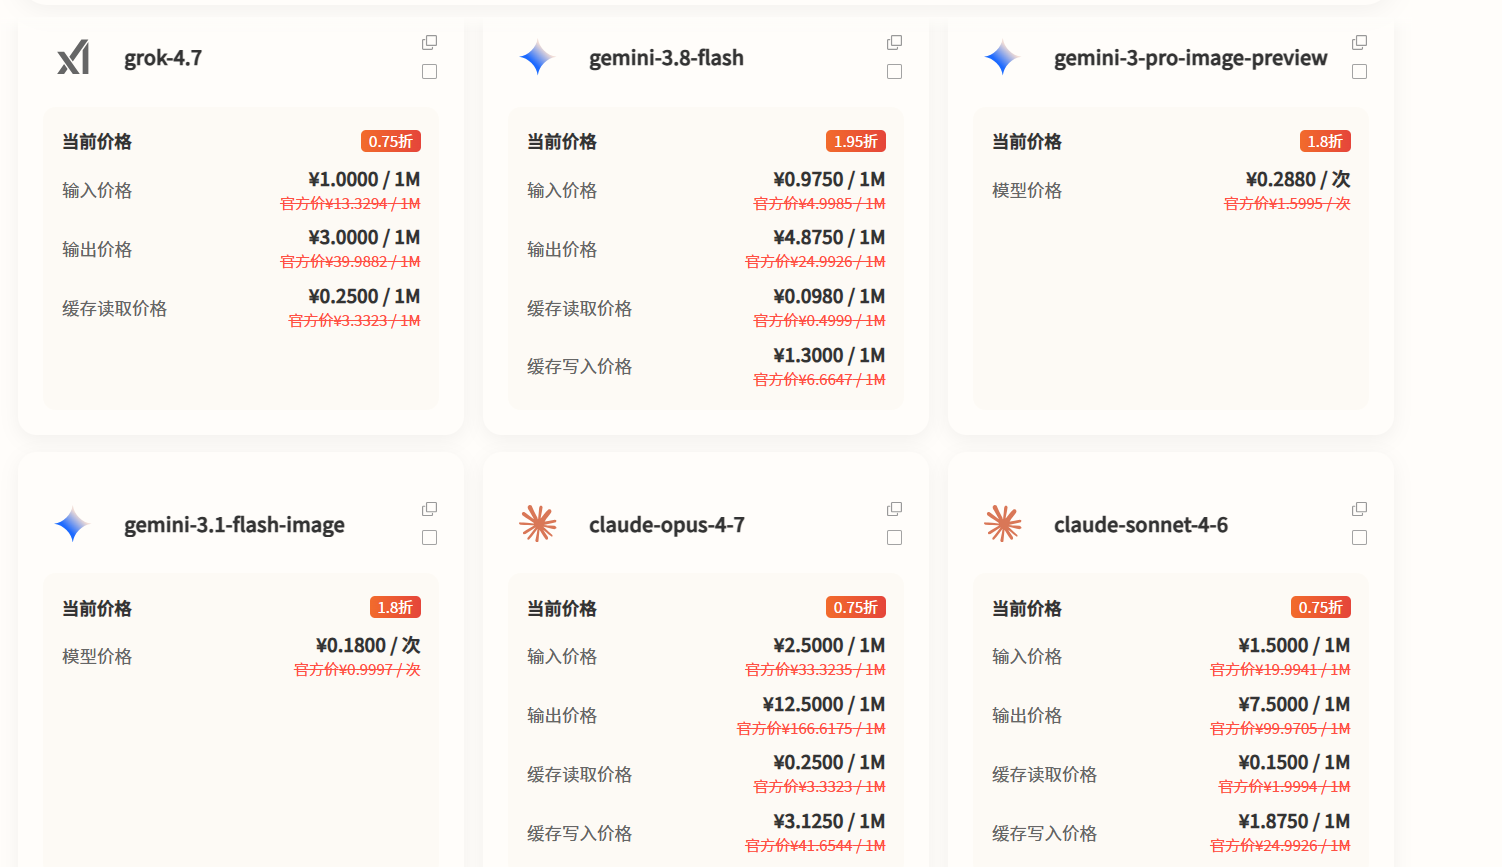 grok-4.7
当前价格 0.75折
输入价格 ¥1.0000 / 1M
官方价¥13.3294 / 1M
输出价格 ¥3.0000 / 1M
官方价¥39.9882 / 1M
缓存读取价格 ¥0.2500 / 1M
官方价¥3.3323 / 1M
gemini-3.8-flash
当前价格 1.95折
输入价格 ¥0.9750 / 1M
官方价¥4.9985 / 1M
输出价格 ¥4.8750 / 1M
官方价¥24.9926 / 1M
缓存读取价格 ¥0.0980 / 1M
官方价¥0.4999 / 1M
缓存写入价格 ¥1.3000 / 1M
官方价¥6.6647 / 1M
gemini-3-pro-image-preview
当前价格 1.8折
模型价格 ¥0.2880 / 次
官方价¥1.5995 / 次
gemini-3.1-flash-image
当前价格 1.8折
模型价格 ¥0.1800 / 次
官方价¥0.9997 / 次
claude-opus-4-7
当前价格 0.75折
输入价格 ¥2.5000 / 1M
官方价¥33.3235 / 1M
输出价格 ¥12.5000 / 1M
官方价¥166.6175 / 1M
缓存读取价格 ¥0.2500 / 1M
官方价¥3.3323 / 1M
缓存写入价格 ¥3.1250 / 1M
官方价¥41.6544 / 1M
claude-sonnet-4-6
当前价格 0.75折
输入价格 ¥1.5000 / 1M
官方价¥19.9941 / 1M
输出价格 ¥7.5000 / 1M
官方价¥99.9705 / 1M
缓存读取价格 ¥0.1500 / 1M
官方价¥1.9994 / 1M
缓存写入价格 ¥1.8750 / 1M
官方价¥24.9926 / 1M